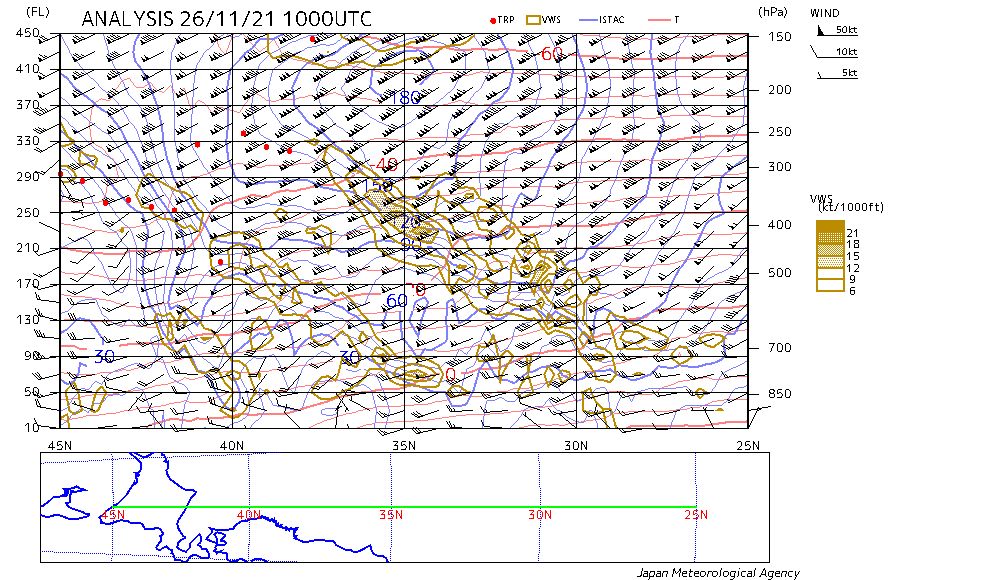 (FL)
ANALYSIS 26/11/21 1000UTC
TRP
VWS
ISTAC
T
(hPa)
WIND
50kt
10kt
5kt
450
410
370
330
290
250
210
170
130
90
50
10
150
200
250
300
400
500
700
850
-60
180
-40
50
120
90
60
0
30
30
0
VWS
(kt/1000ft)
21
18
15
12
9
6
45N
40N
35N
30N
25N
45N
40N
35N
30N
25N
Japan Meteorological Agency